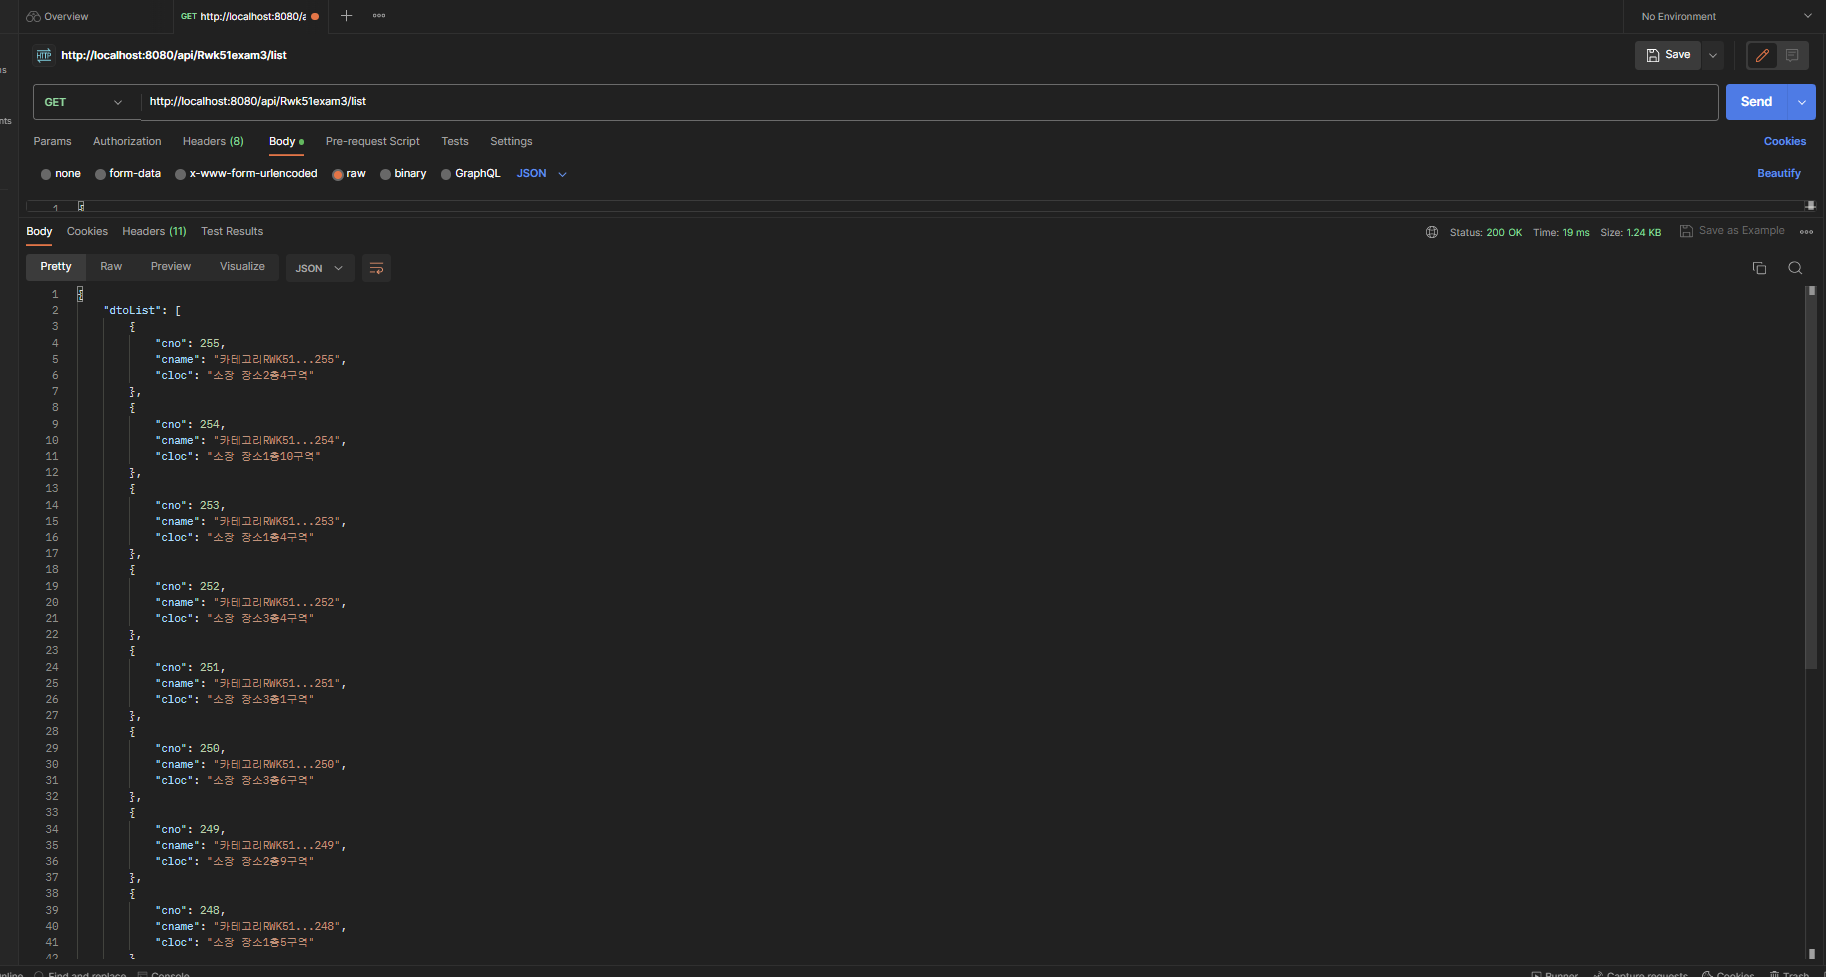 Overview
GET http://localhost:8080/a
No Environment
http://localhost:8080/api/Rwk51exam3/list
Save
GET
http://localhost:8080/api/Rwk51exam3/list
Send
Params Authorization Headers (8) Body Pre-request Script Tests Settings
Cookies
none form-data x-www-form-urlencoded raw binary GraphQL JSON
Beautify
1 {
Body Cookies Headers (11) Test Results
Status: 200 OK Time: 19 ms Size: 1.24 KB Save as Example
Pretty Raw Preview Visualize JSON
1 {
2 "dtoList": [
3 {
4 "cno": 255,
5 "cname": "카테고리RWK51...255",
6 "cloc": "소장 장소2층4구역"
7 },
8 {
9 "cno": 254,
10 "cname": "카테고리RWK51...254",
11 "cloc": "소장 장소1층10구역"
12 },
13 {
14 "cno": 253,
15 "cname": "카테고리RWK51...253",
16 "cloc": "소장 장소1층4구역"
17 },
18 {
19 "cno": 252,
20 "cname": "카테고리RWK51...252",
21 "cloc": "소장 장소3층4구역"
22 },
23 {
24 "cno": 251,
25 "cname": "카테고리RWK51...251",
26 "cloc": "소장 장소3층1구역"
27 },
28 {
29 "cno": 250,
30 "cname": "카테고리RWK51...250",
31 "cloc": "소장 장소3층6구역"
32 },
33 {
34 "cno": 249,
35 "cname": "카테고리RWK51...249",
36 "cloc": "소장 장소2층9구역"
37 },
38 {
39 "cno": 248,
40 "cname": "카테고리RWK51...248",
41 "cloc": "소장 장소1층5구역"
42 }
Find and replace Console
Runner Capture requests Cookies Trash